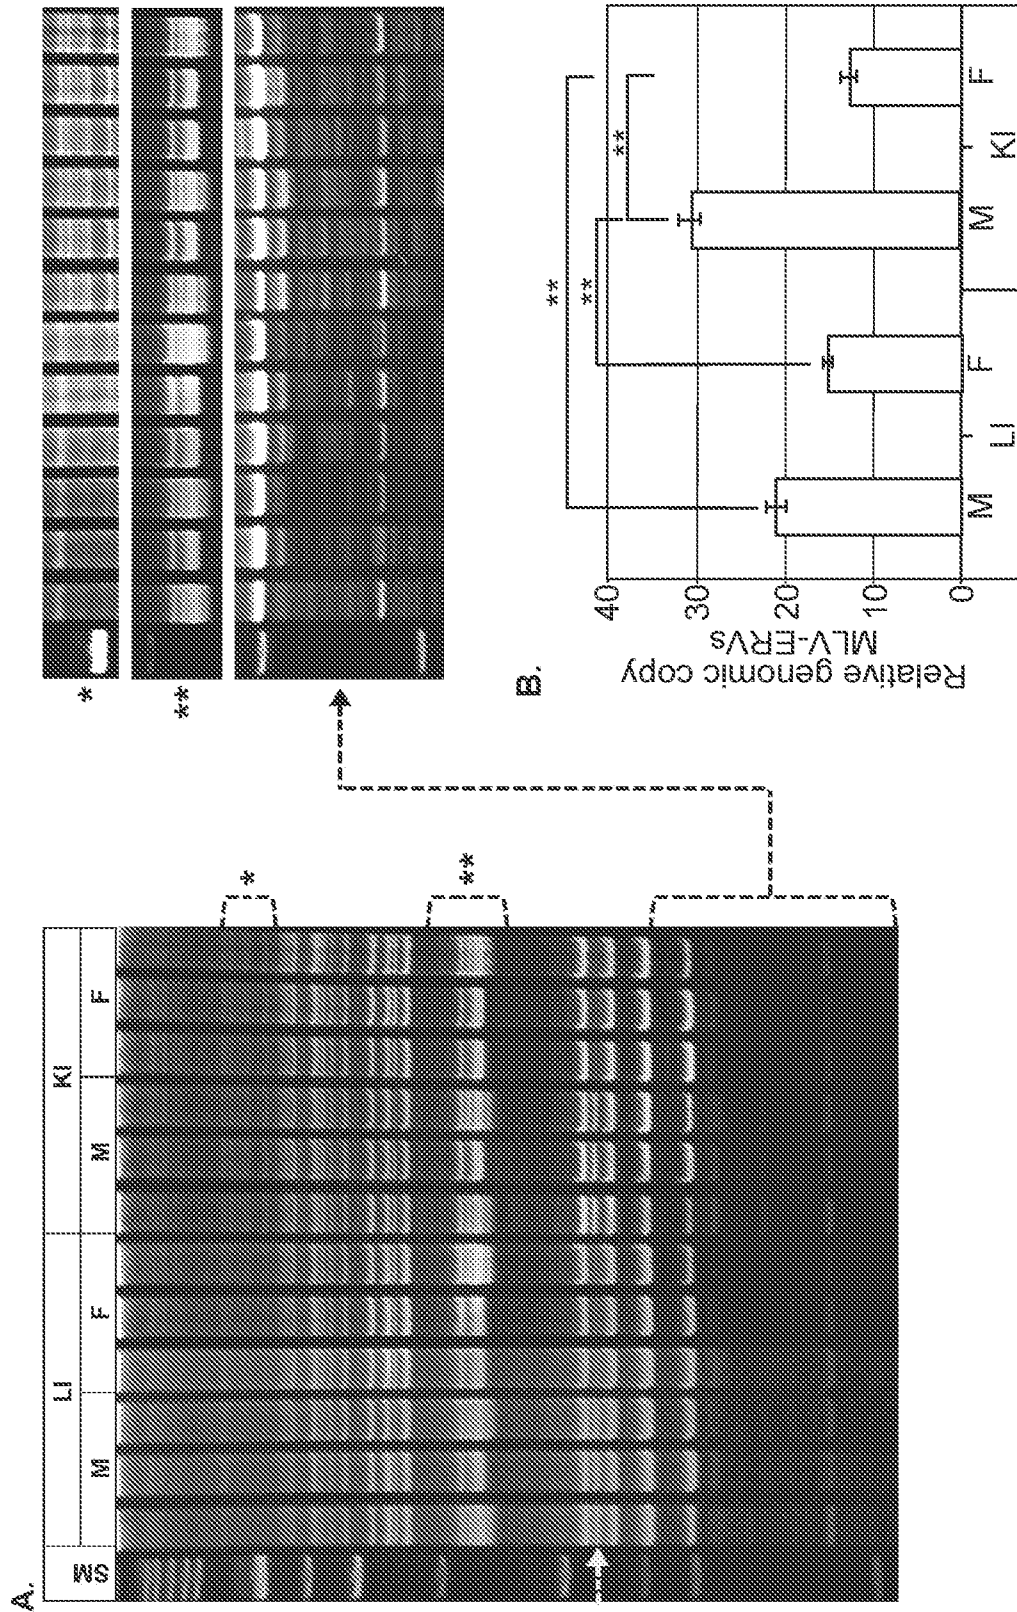 A.
SM
LI
KI
M
F
M
F
*
**
*
**
B.
Relative genomic copy
MLV-ERVs
40
30
20
10
0
**
**
**
M
F
M
F
LI
KI